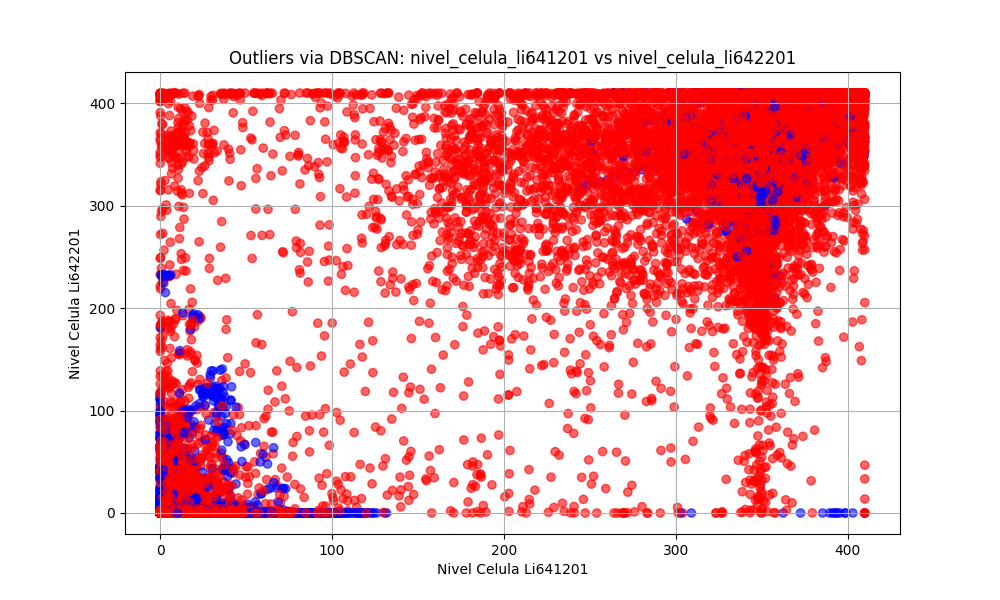 Outliers via DBSCAN: nivel_celula_li641201 vs nivel_celula_li642201
400
300
200
100
0
Nivel Celula Li642201
0 100 200 300 400
Nivel Celula Li641201